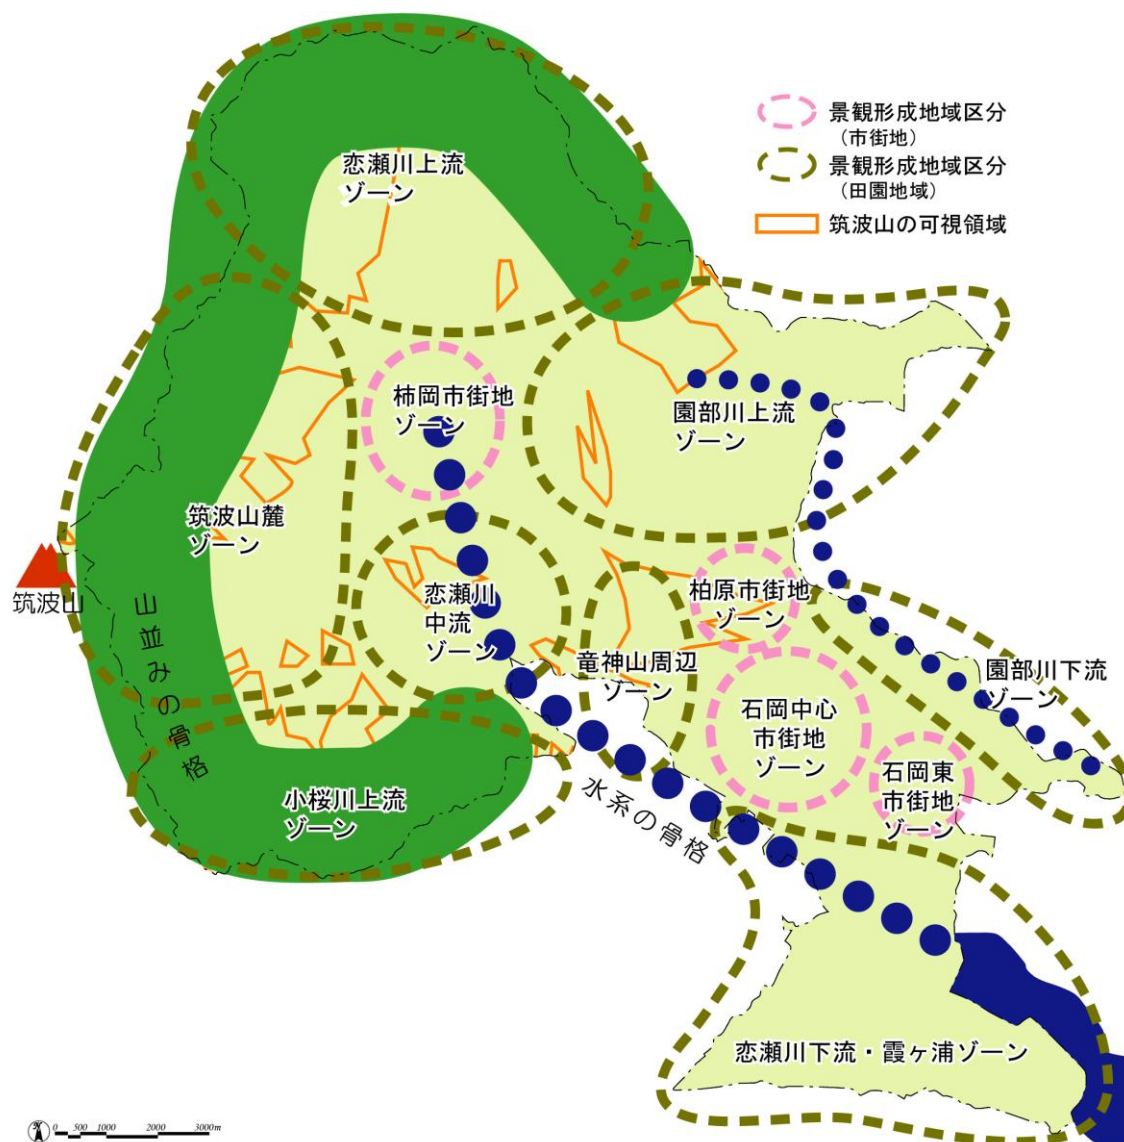 景観形成地域区分
（市街地）
景観形成地域区分
（田園地域）
筑波山の可視領域
恋瀬川上流
ゾーン
柿岡市街地
ゾーン
園部川上流
ゾーン
筑波山麓
ゾーン
筑波山
山並みの骨格
恋瀬川
中流
ゾーン
柏原市街地
ゾーン
竜神山周辺
ゾーン
園部川下流
ゾーン
石岡中心
市街地
ゾーン
石岡東
市街地
ゾーン
小桜川上流
ゾーン
水系の骨格
恋瀬川下流・霞ヶ浦ゾーン
0 500 1000 2000 3000m